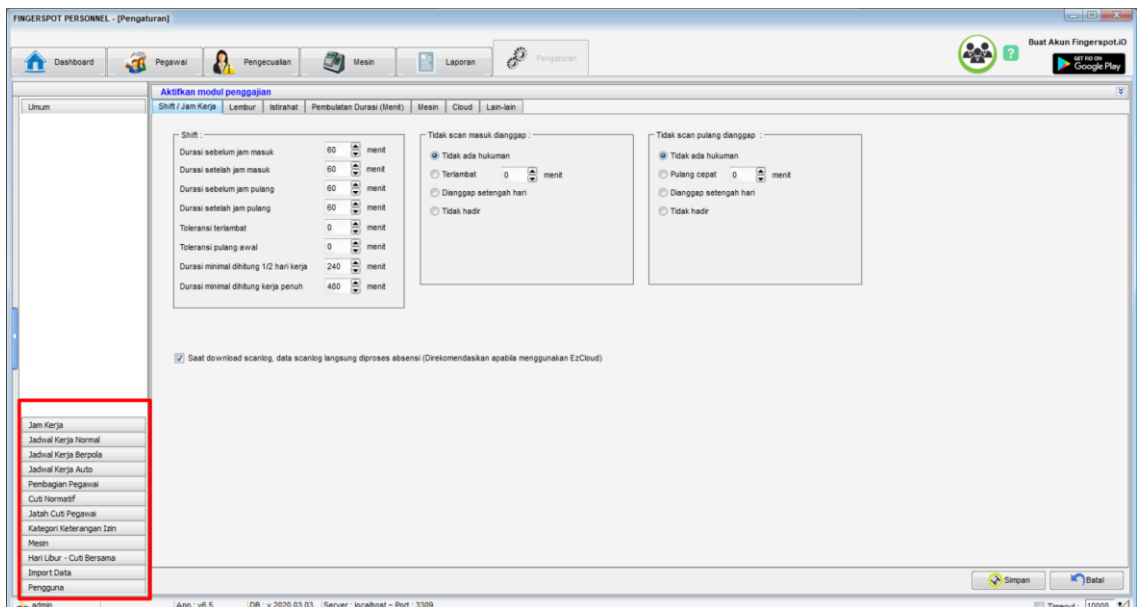 FINGERSPOT PERSONNEL - [Pengaturan]
Dashboard
Pegawai
Pengecualian
Mesin
Laporan
Pengaturan
Buat Akun Fingerspot.iO
GET FIO ON
Google Play
Umum
Aktifkan modul penggajian
Shift / Jam Kerja
Lembur
Istirahat
Pembulatan Durasi (Menit)
Mesin
Cloud
Lain-lain
Shift :
Durasi sebelum jam masuk 60 menit
Durasi setelah jam masuk 60 menit
Durasi sebelum jam pulang 60 menit
Durasi setelah jam pulang 60 menit
Toleransi terlambat 0 menit
Toleransi pulang awal 0 menit
Durasi minimal dihitung 1/2 hari kerja 240 menit
Durasi minimal dihitung kerja penuh 480 menit
Tidak scan masuk dianggap :
Tidak ada hukuman
Terlambat 0 menit
Dianggap setengah hari
Tidak hadir
Tidak scan pulang dianggap :
Tidak ada hukuman
Pulang cepat 0 menit
Dianggap setengah hari
Tidak hadir
Saat download scanlog, data scanlog langsung diproses absensi (Direkomendasikan apabila menggunakan EzCloud)
Jam Kerja
Jadwal Kerja Normal
Jadwal Kerja Berpola
Jadwal Kerja Auto
Pembagian Pegawai
Cuti Normatif
Jatah Cuti Pegawai
Kategori Keterangan Izin
Mesin
Hari Libur - Cuti Bersama
Import Data
Pengguna
Simpan
Batal
admin
App : v6.5
DB : v.2020.03.03
Server : localhost ~ Port : 3309
Timeout : 10000